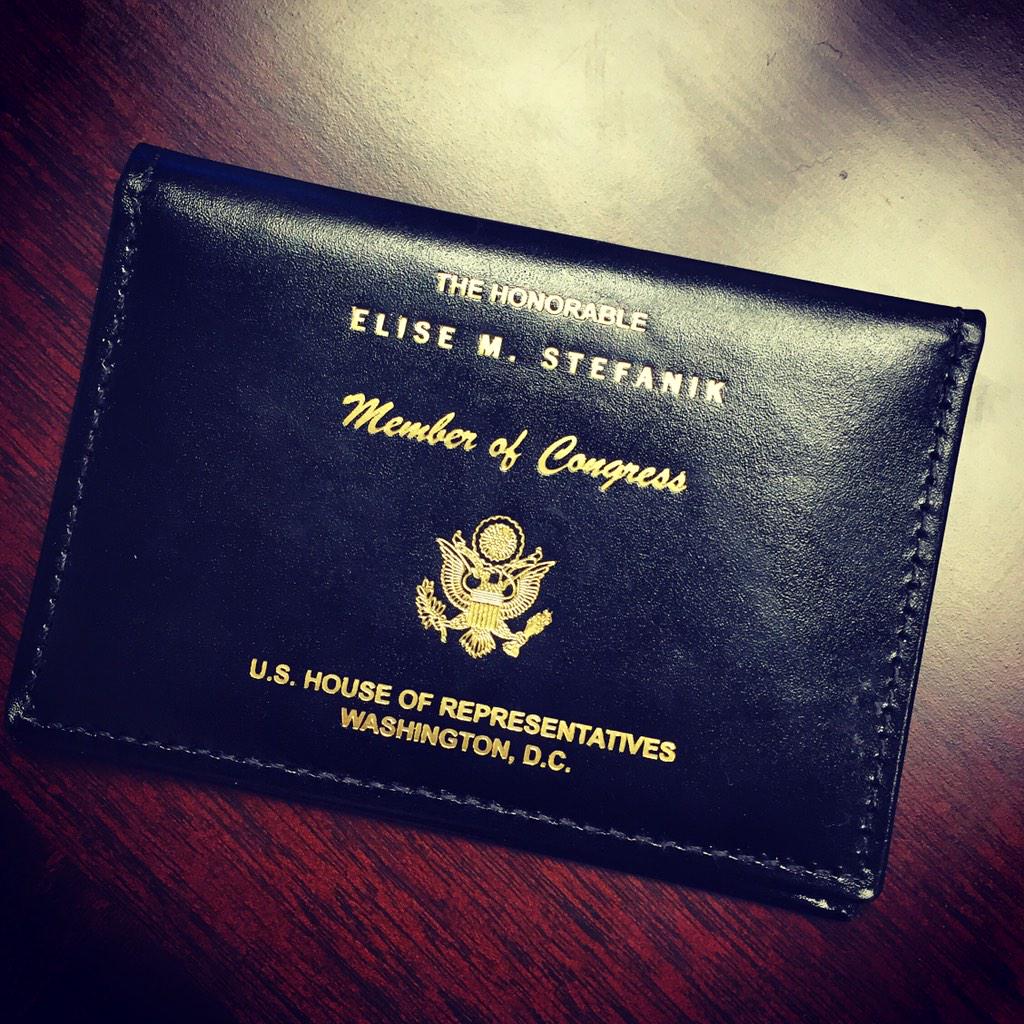 THE HONORABLE
ELISE M. STEFANIK
Member of Congress
U.S. HOUSE OF REPRESENTATIVES
WASHINGTON, D.C.